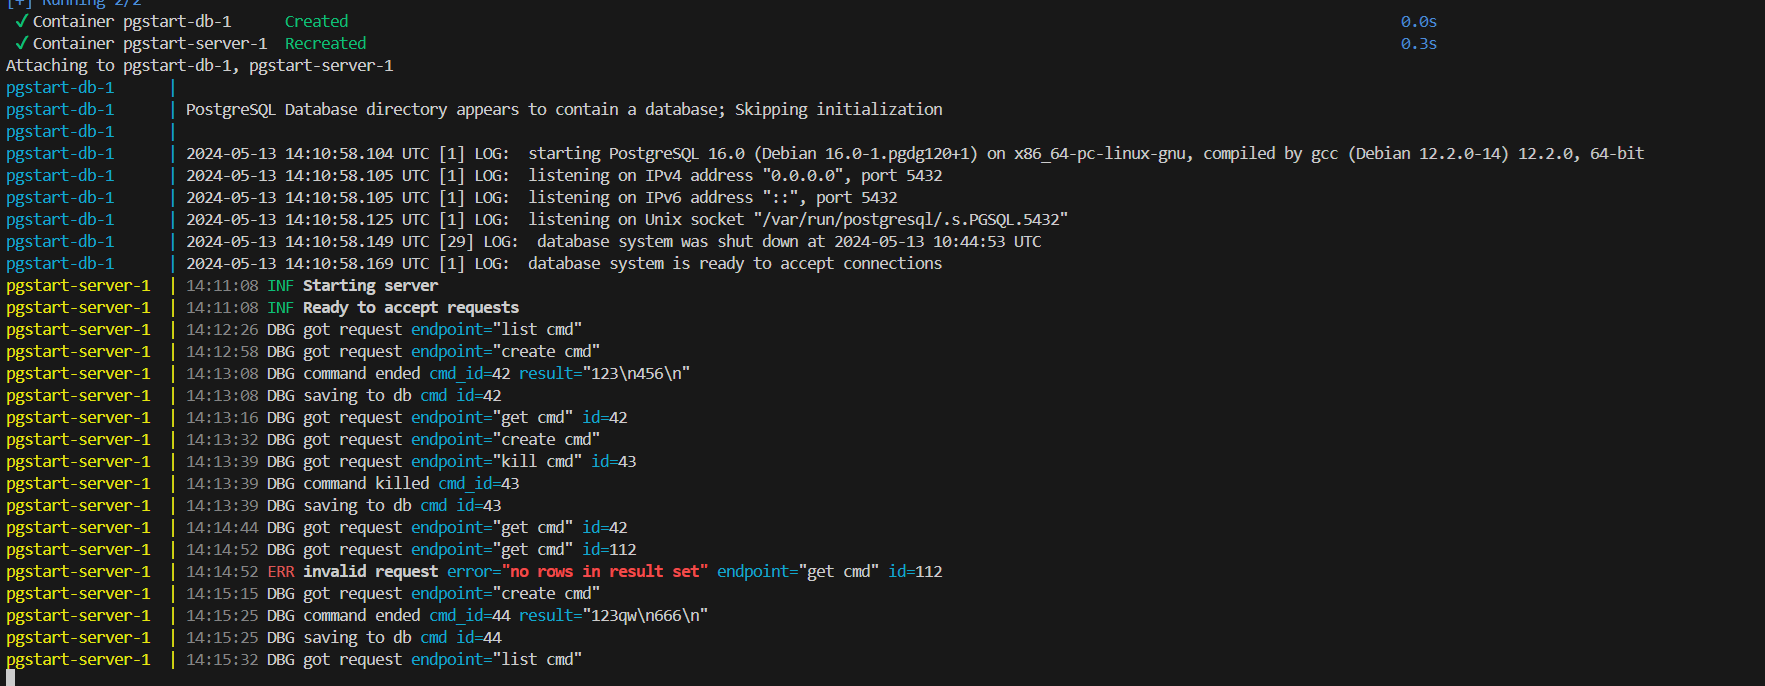 [+] Running 2/2
✓ Container pgstart-db-1 Created 0.0s
✓ Container pgstart-server-1 Recreated 0.3s
Attaching to pgstart-db-1, pgstart-server-1
pgstart-db-1 |
pgstart-db-1 | PostgreSQL Database directory appears to contain a database; Skipping initialization
pgstart-db-1 |
pgstart-db-1 | 2024-05-13 14:10:58.104 UTC [1] LOG: starting PostgreSQL 16.0 (Debian 16.0-1.pgdg120+1) on x86_64-pc-linux-gnu, compiled by gcc (Debian 12.2.0-14) 12.2.0, 64-bit
pgstart-db-1 | 2024-05-13 14:10:58.105 UTC [1] LOG: listening on IPv4 address "0.0.0.0", port 5432
pgstart-db-1 | 2024-05-13 14:10:58.105 UTC [1] LOG: listening on IPv6 address "::", port 5432
pgstart-db-1 | 2024-05-13 14:10:58.125 UTC [1] LOG: listening on Unix socket "/var/run/postgresql/.s.PGSQL.5432"
pgstart-db-1 | 2024-05-13 14:10:58.149 UTC [29] LOG: database system was shut down at 2024-05-13 10:44:53 UTC
pgstart-db-1 | 2024-05-13 14:10:58.169 UTC [1] LOG: database system is ready to accept connections
pgstart-server-1 | 14:11:08 INF Starting server
pgstart-server-1 | 14:11:08 INF Ready to accept requests
pgstart-server-1 | 14:12:26 DBG got request endpoint="list cmd"
pgstart-server-1 | 14:12:58 DBG got request endpoint="create cmd"
pgstart-server-1 | 14:13:08 DBG command ended cmd_id=42 result="123\n456\n"
pgstart-server-1 | 14:13:08 DBG saving to db cmd id=42
pgstart-server-1 | 14:13:16 DBG got request endpoint="get cmd" id=42
pgstart-server-1 | 14:13:32 DBG got request endpoint="create cmd"
pgstart-server-1 | 14:13:39 DBG got request endpoint="kill cmd" id=43
pgstart-server-1 | 14:13:39 DBG command killed cmd_id=43
pgstart-server-1 | 14:13:39 DBG saving to db cmd id=43
pgstart-server-1 | 14:14:44 DBG got request endpoint="get cmd" id=42
pgstart-server-1 | 14:14:52 DBG got request endpoint="get cmd" id=112
pgstart-server-1 | 14:14:52 ERR invalid request error="no rows in result set" endpoint="get cmd" id=112
pgstart-server-1 | 14:15:15 DBG got request endpoint="create cmd"
pgstart-server-1 | 14:15:25 DBG command ended cmd_id=44 result="123qw\n666\n"
pgstart-server-1 | 14:15:25 DBG saving to db cmd id=44
pgstart-server-1 | 14:15:32 DBG got request endpoint="list cmd"